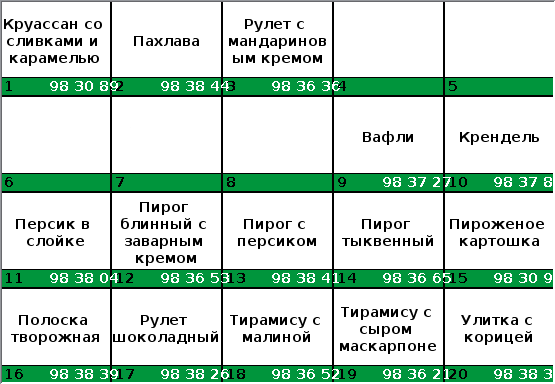 Круассан со
сливками и
карамелью
Пахлава
Рулет с
мандаринов
ым кремом
1 98 30 89
2 98 38 44
3 98 36 36
4
5
Вафли
Крендель
6
7
8
9 98 37 27
10 98 37 8
Персик в
слойке
Пирог
блинный с
заварным
кремом
Пирог с
персиком
Пирог
тыквенный
Пироженое
картошка
11 98 38 04
12 98 36 53
13 98 38 41
14 98 36 65
15 98 30 9
Полоска
творожная
Рулет
шоколадный
Тирамису с
малиной
Тирамису с
сыром
маскарпоне
Улитка с
корицей
16 98 38 39
17 98 38 26
18 98 36 52
19 98 36 21
20 98 38 3